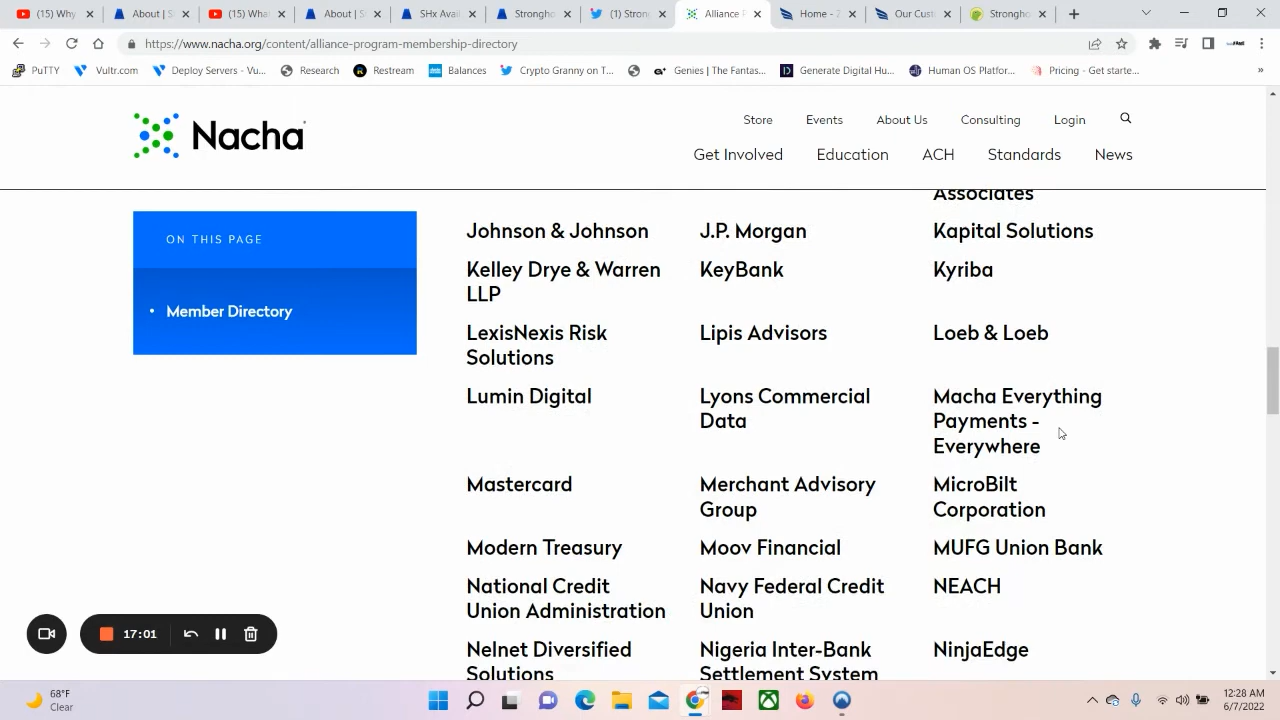 (15) Wha
About | S
(15) What
About | St
SHx Avail
Strongho
(1) Stron
Alliance P
Home - 2
Our Cust
Strongho
https://www.nacha.org/content/alliance-program-membership-directory
PuTTY
Vultr.com
Deploy Servers - Vu...
Research
Restream
Balances
Crypto Granny on T...
Genies | The Fantas...
Generate Digital Hu...
Human OS Platfor...
Pricing - Get starte...
»
Nacha
Store
Events
About Us
Consulting
Login
Get Involved
Education
ACH
Standards
News
ON THIS PAGE
• Member Directory
Associates
Johnson & Johnson
J.P. Morgan
Kapital Solutions
Kelley Drye & Warren
LLP
KeyBank
Kyriba
LexisNexis Risk
Solutions
Lipis Advisors
Loeb & Loeb
Lumin Digital
Lyons Commercial
Data
Macha Everything
Payments -
Everywhere
Mastercard
Merchant Advisory
Group
MicroBilt
Corporation
Modern Treasury
Moov Financial
MUFG Union Bank
National Credit
Union Administration
Navy Federal Credit
Union
NEACH
Nelnet Diversified
Solutions
Nigeria Inter-Bank
Settlement System
NinjaEdge
17:01
68°F
Clear
12:28 AM
6/7/2022